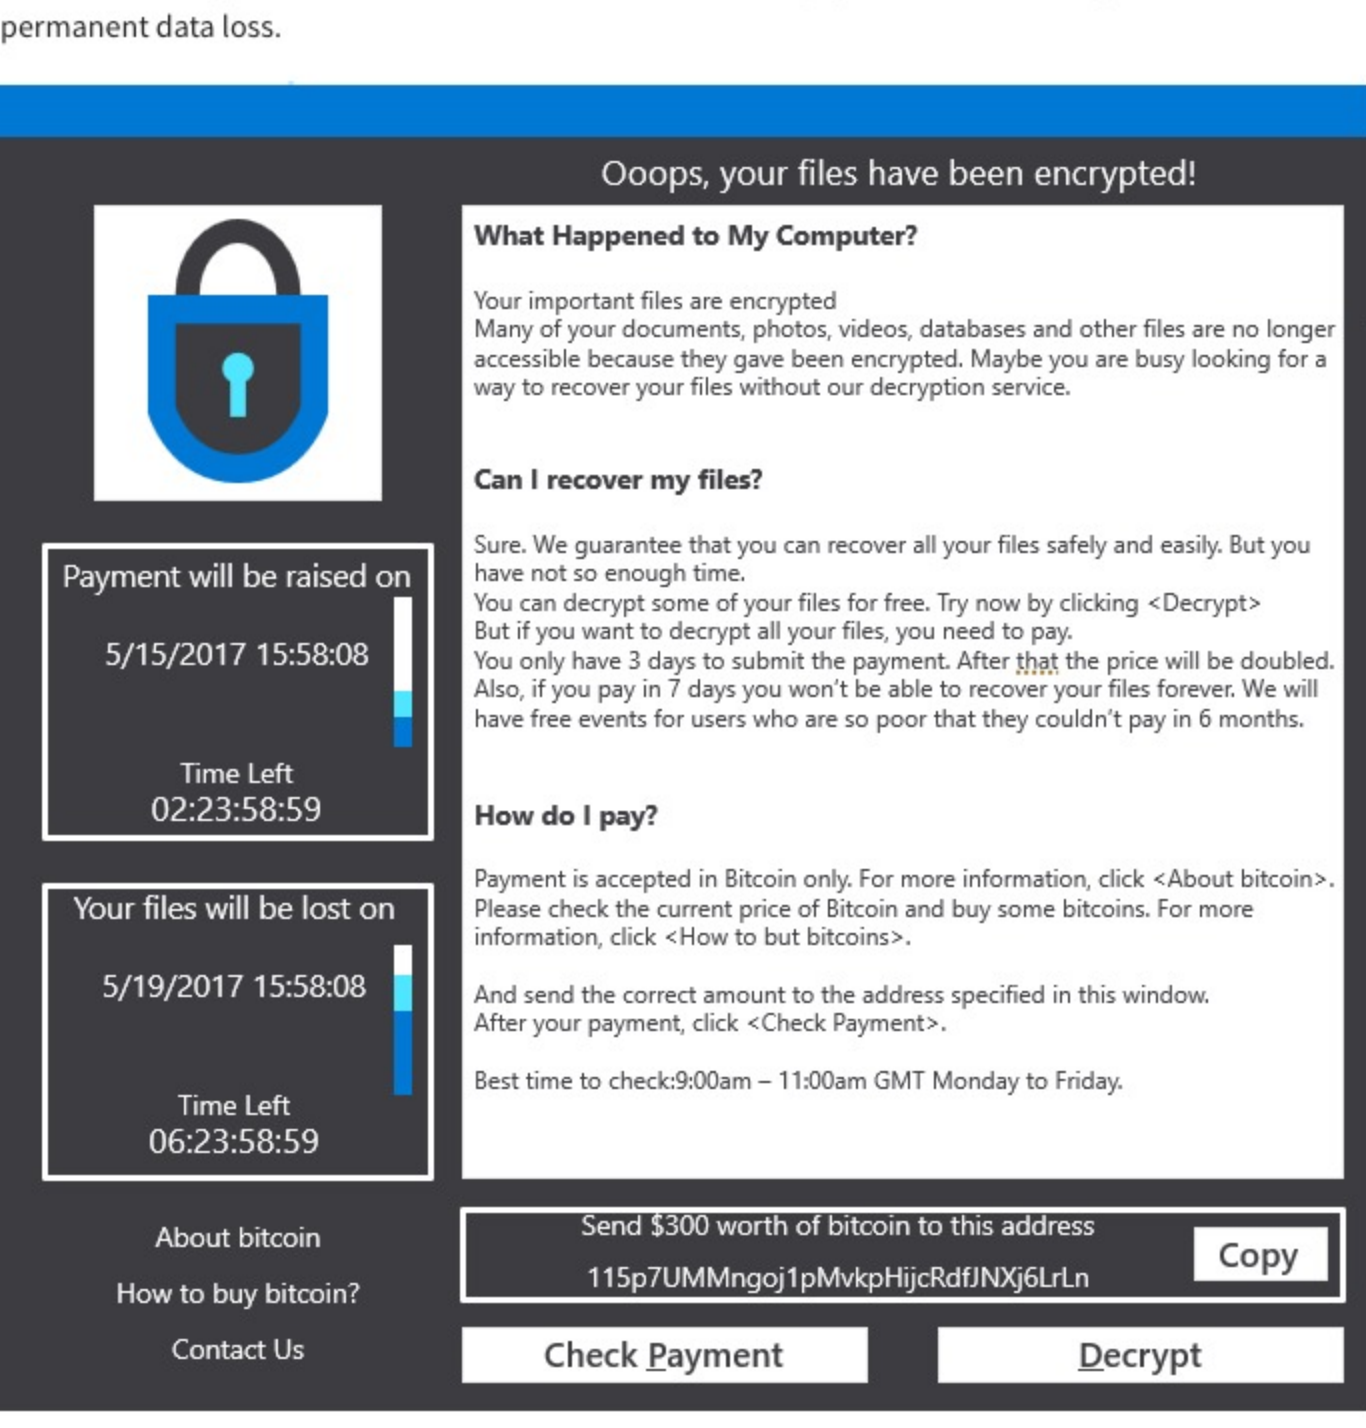 permanent data loss.
Ooops, your files have been encrypted!
What Happened to My Computer?
Your important files are encrypted
Many of your documents, photos, videos, databases and other files are no longer
accessible because they gave been encrypted. Maybe you are busy looking for a
way to recover your files without our decryption service.
Can I recover my files?
Sure. We guarantee that you can recover all your files safely and easily. But you
have not so enough time.
You can decrypt some of your files for free. Try now by clicking <Decrypt>
But if you want to decrypt all your files, you need to pay.
You only have 3 days to submit the payment. After that the price will be doubled.
Also, if you pay in 7 days you won't be able to recover your files forever. We will
have free events for users who are so poor that they couldn't pay in 6 months.
How do I pay?
Payment is accepted in Bitcoin only. For more information, click <About bitcoin>.
Please check the current price of Bitcoin and buy some bitcoins. For more
information, click <How to but bitcoins>.
And send the correct amount to the address specified in this window.
After your payment, click <Check Payment>.
Best time to check:9:00am – 11:00am GMT Monday to Friday.
Payment will be raised on
5/15/2017 15:58:08
Time Left
02:23:58:59
Your files will be lost on
5/19/2017 15:58:08
Time Left
06:23:58:59
About bitcoin
How to buy bitcoin?
Contact Us
Send $300 worth of bitcoin to this address
115p7UMMngoj1pMvkpHijcRdfJNXj6LrLn
Copy
Check Payment
Decrypt